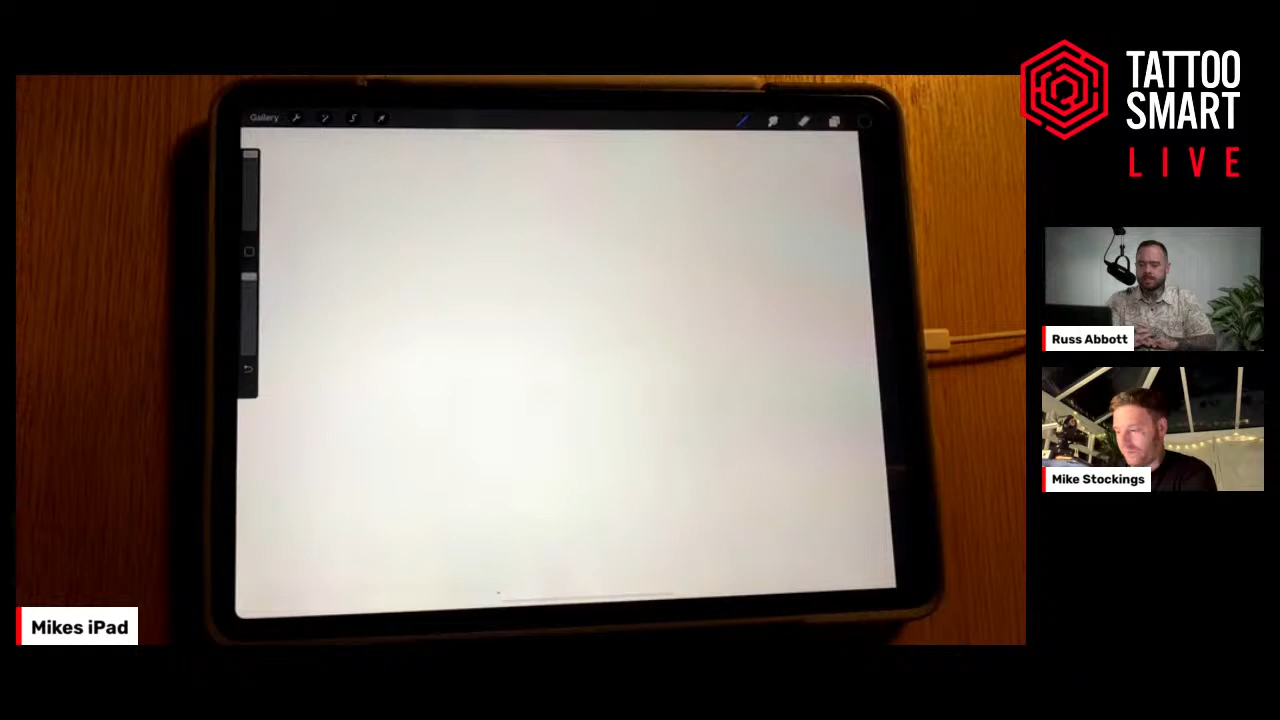 TATTOO
SMART
LIVE
Gallery
Russ Abbott
Mike Stockings
Mikes iPad